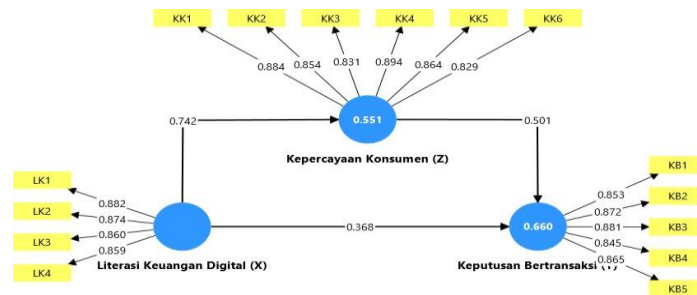 KK1 KK2 KK3 KK4 KK5 KK6
0.884 0.854 0.831 0.894 0.864 0.829
0.742 0.551 0.501
Kepercayaan Konsumen (Z)
LK1
LK2
LK3
LK4
0.882
0.874
0.860
0.859
0.368
0.660
0.853
0.872
0.881
0.845
0.865
KB1
KB2
KB3
KB4
KB5
Literasi Keuangan Digital (X)
Keputusan Bertransaksi